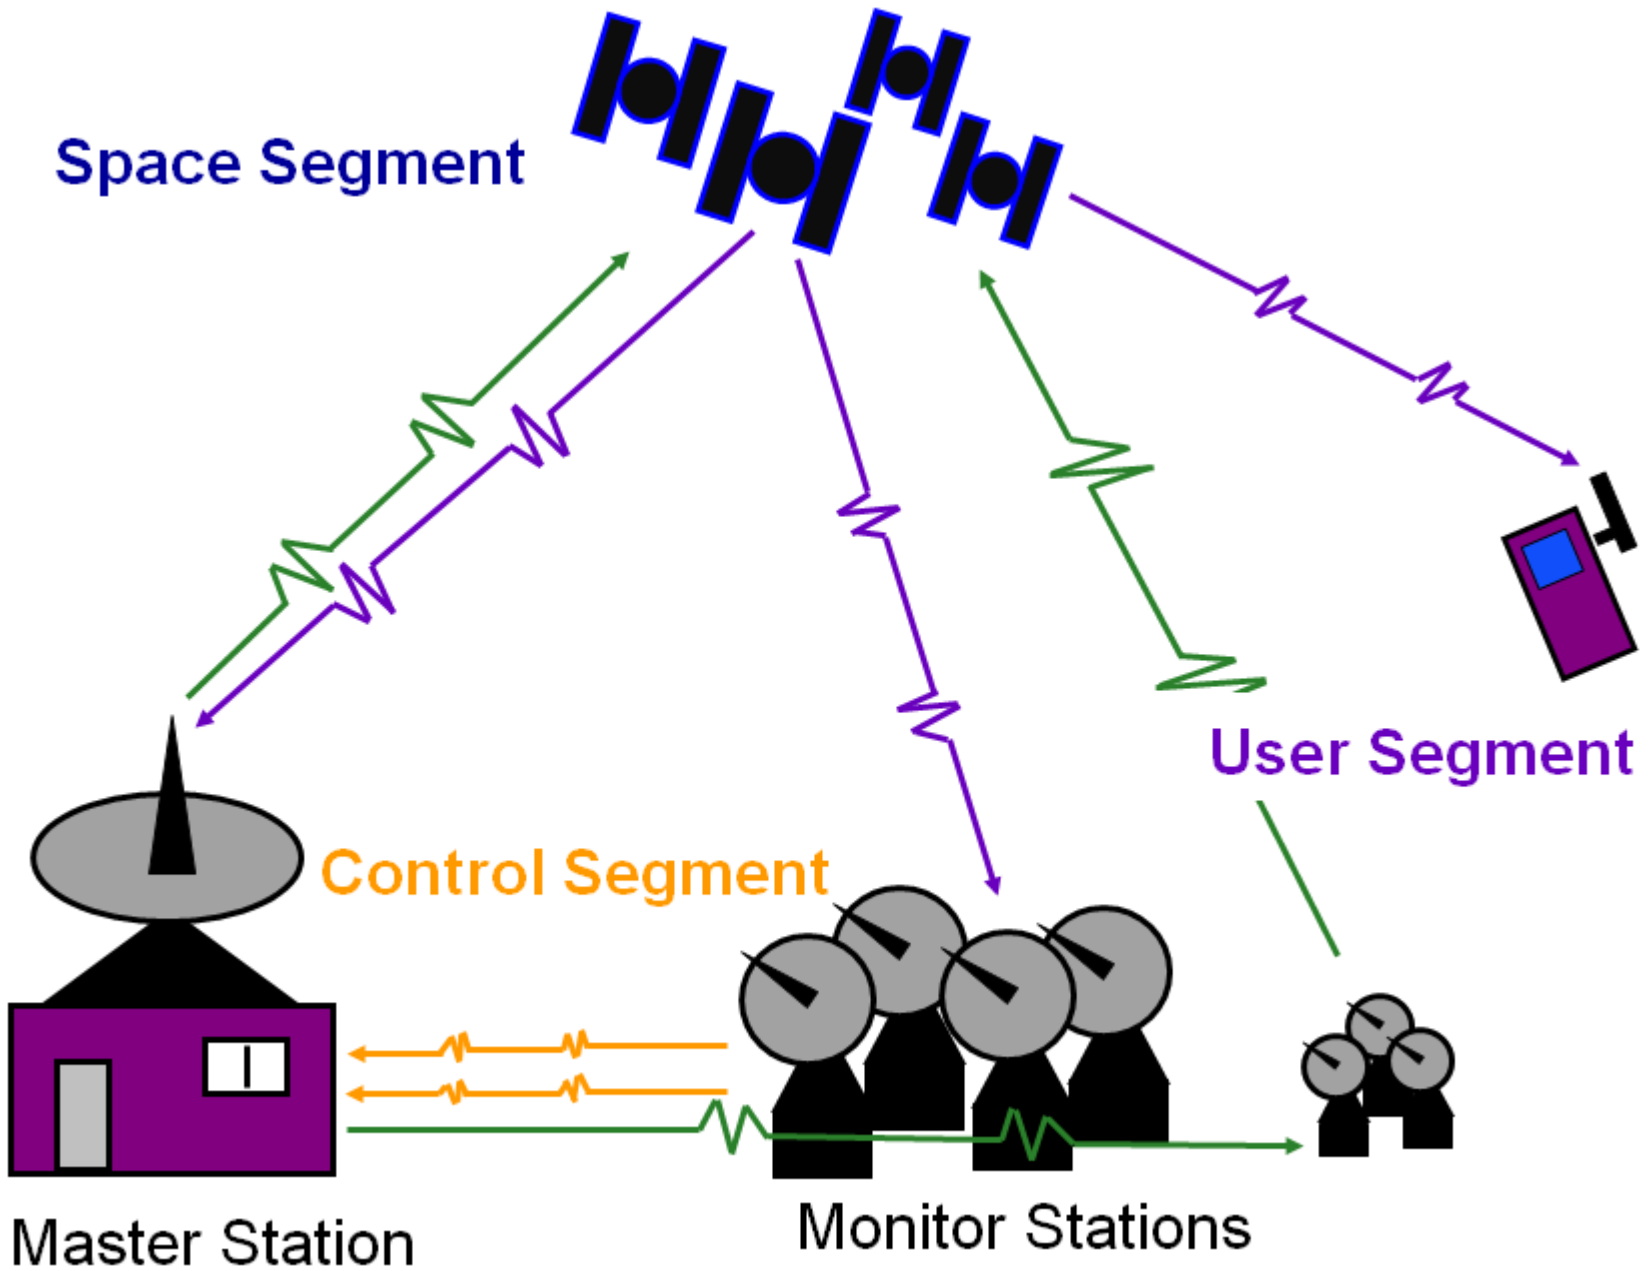 Space Segment
User Segment
Control Segment
Monitor Stations
Master Station